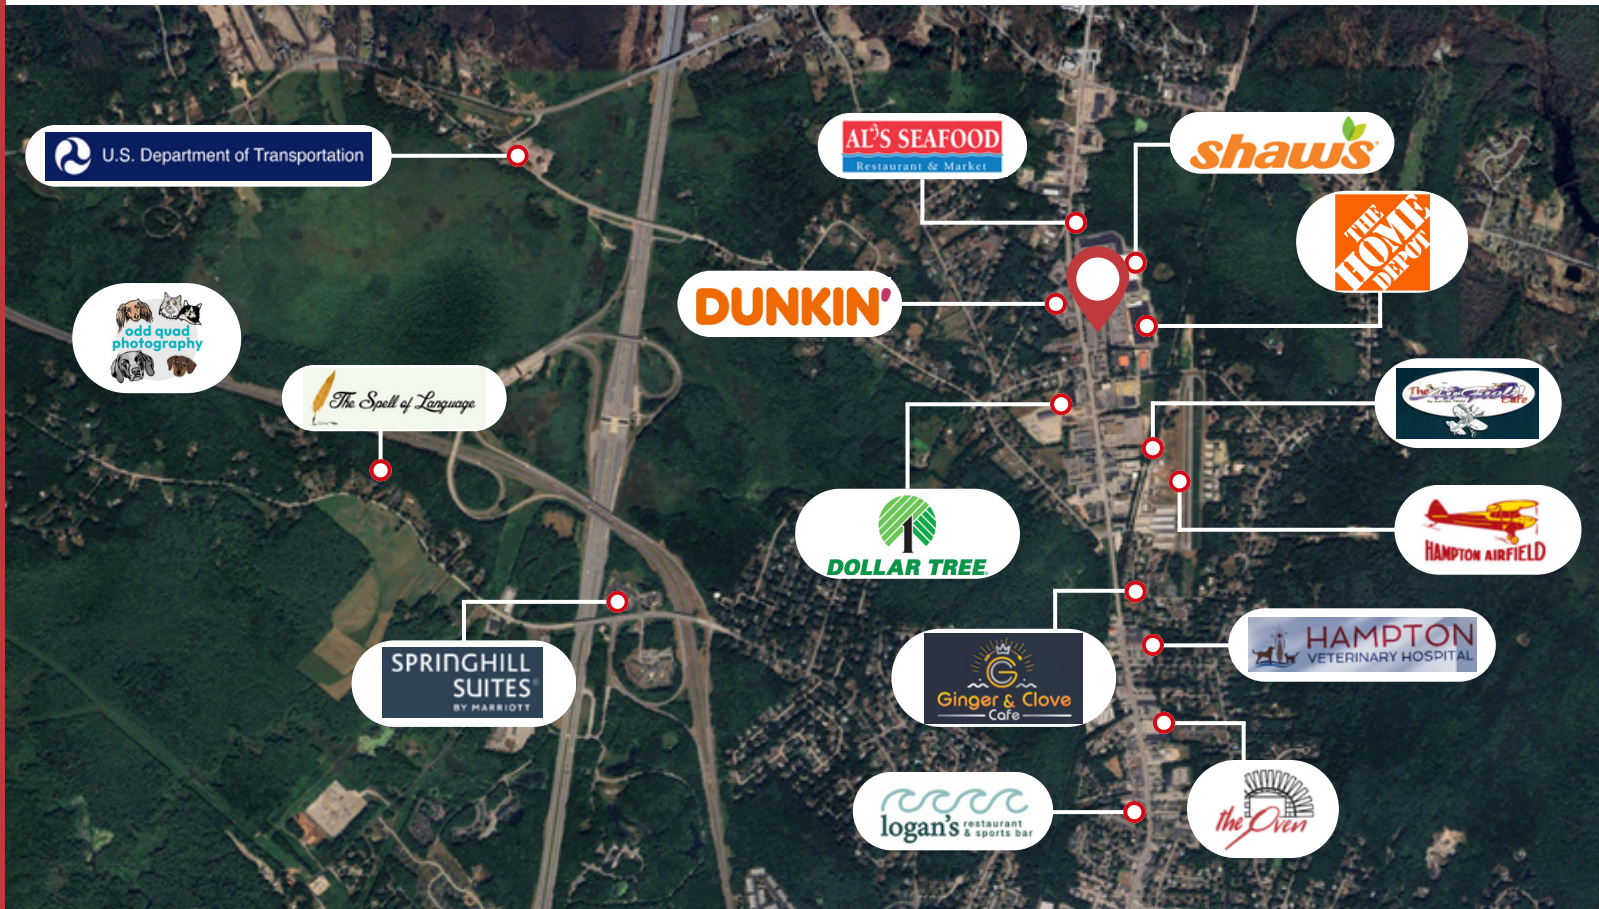 U.S. Department of Transportation
AL'S SEAFOOD
Restaurant & Market
shaw's
THE
HOME
DEPOT
DUNKIN'
odd quad
photography
The Spell of Language
The Airfield
Cafe
DOLLAR TREE
HAMPTON AIRFIELD
SPRINGHILL
SUITES
BY MARRIOTT
G
Ginger & Clove
Cafe
HAMPTON
VETERINARY HOSPITAL
logan's restaurant
& sports bar
the Oven